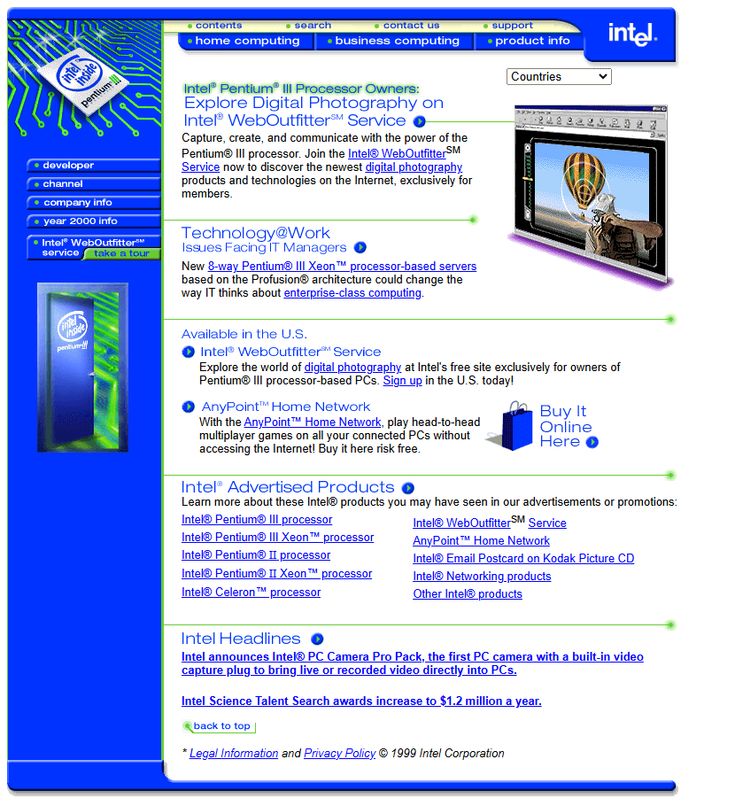 contents search contact us support
home computing business computing product info
intel.
intel inside
pentium III
Countries
developer
channel
company info
year 2000 info
Intel® WebOutfitter℠
service take a tour
intel inside
pentium III
Intel® Pentium® III Processor Owners:
Explore Digital Photography on
Intel® WebOutfitter℠ Service
Capture, create, and communicate with the power of the
Pentium® III processor. Join the Intel® WebOutfitterSM
Service now to discover the newest digital photography
products and technologies on the Internet, exclusively for
members.
Technology@Work
Issues Facing IT Managers
New 8-way Pentium® III Xeon™ processor-based servers
based on the Profusion® architecture could change the
way IT thinks about enterprise-class computing.
Available in the U.S.
Intel® WebOutfitter℠ Service
Explore the world of digital photography at Intel's free site exclusively for owners of
Pentium® III processor-based PCs. Sign up in the U.S. today!
AnyPoint™ Home Network
With the AnyPoint™ Home Network, play head-to-head
multiplayer games on all your connected PCs without
accessing the Internet! Buy it here risk free.
Buy It
Online
Here
Intel® Advertised Products
Learn more about these Intel® products you may have seen in our advertisements or promotions:
Intel® Pentium® III processor
Intel® Pentium® III Xeon™ processor
Intel® Pentium® II processor
Intel® Pentium® II Xeon™ processor
Intel® Celeron™ processor
Intel® WebOutfitterSM Service
AnyPoint™ Home Network
Intel® Email Postcard on Kodak Picture CD
Intel® Networking products
Other Intel® products
Intel Headlines
Intel announces Intel® PC Camera Pro Pack, the first PC camera with a built-in video
capture plug to bring live or recorded video directly into PCs.
Intel Science Talent Search awards increase to $1.2 million a year.
back to top
* Legal Information and Privacy Policy © 1999 Intel Corporation